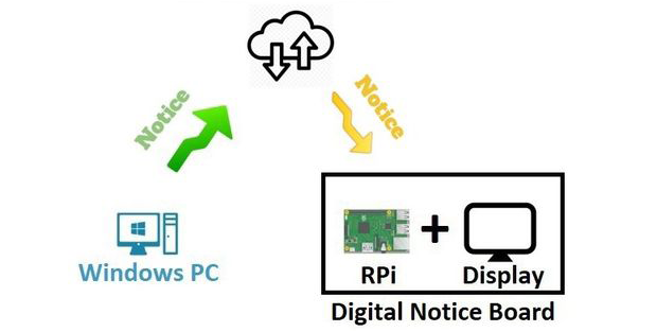 Notice
Notice
Windows PC
RPi + Display
Digital Notice Board